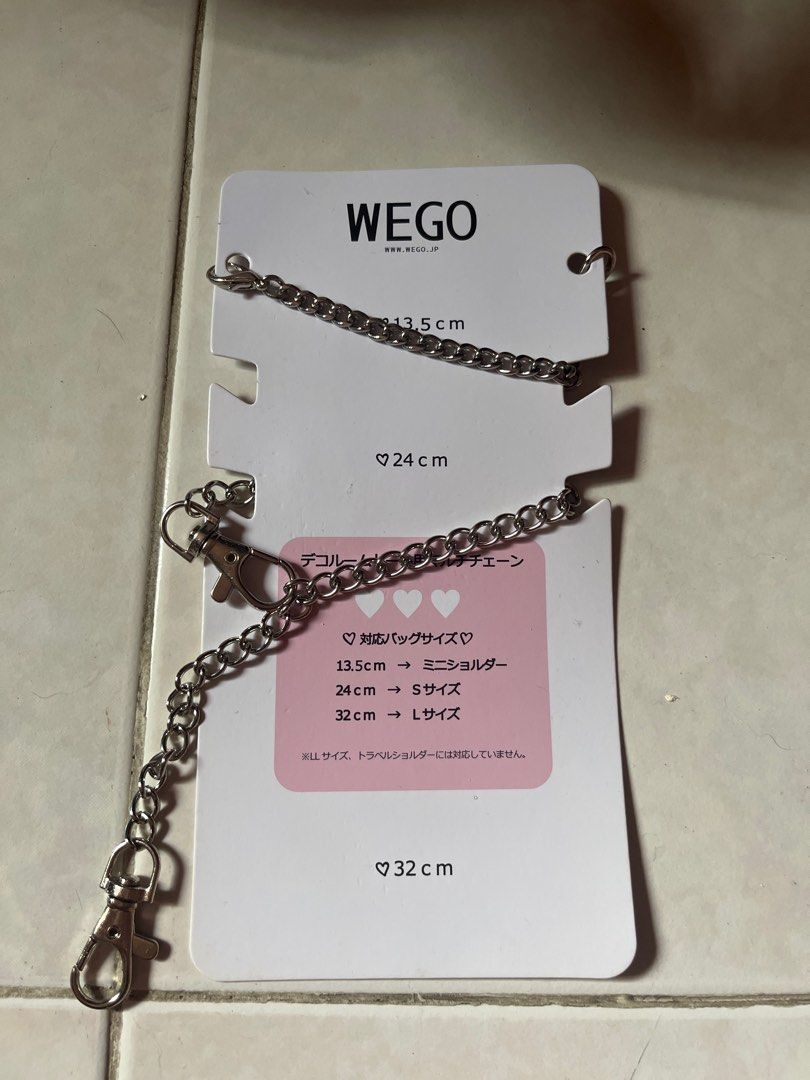 WEGO
WWW.WEGO.JP
13.5cm
♡24cm
デコルーム
チェーン
♡対応バッグサイズ♡
13.5cm → ミニショルダー
24cm → Sサイズ
32cm → Lサイズ
※LLサイズ、トラベルショルダーには対応していません。
♡32cm